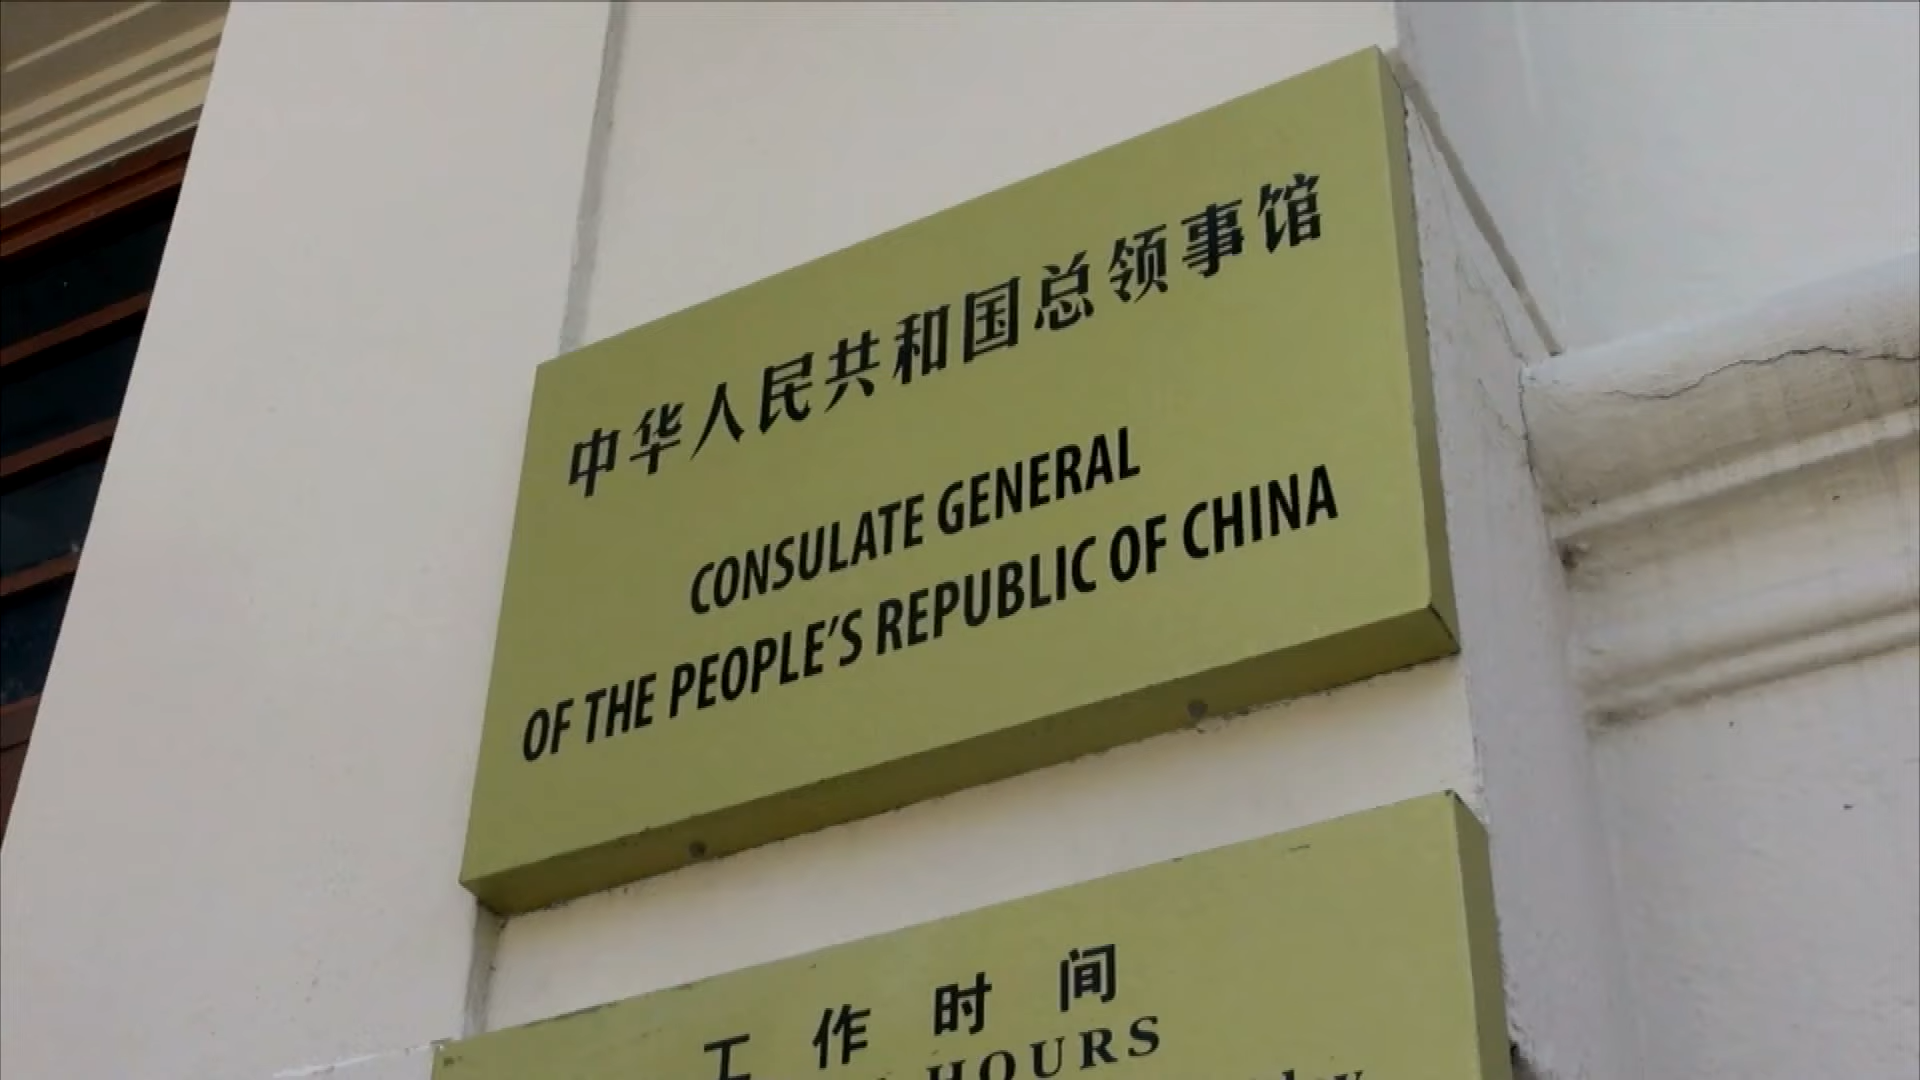 中华人民共和国总领事馆
CONSULATE GENERAL
OF THE PEOPLE'S REPUBLIC OF CHINA
工作时间
HOURS